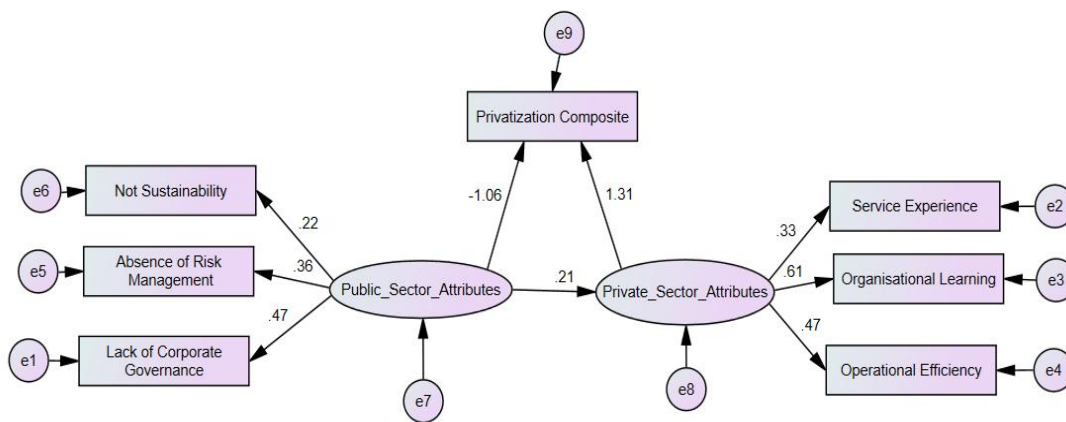 e9
Privatization Composite
e6
Not Sustainability
.22
-1.06
1.31
Service Experience
e2
.33
e5
Absence of Risk
Management
.36
Public_Sector_Attributes
.21
Private_Sector_Attributes
.61
Organisational Learning
e3
.47
.47
e1
Lack of Corporate
Governance
Operational Efficiency
e4
e7
e8